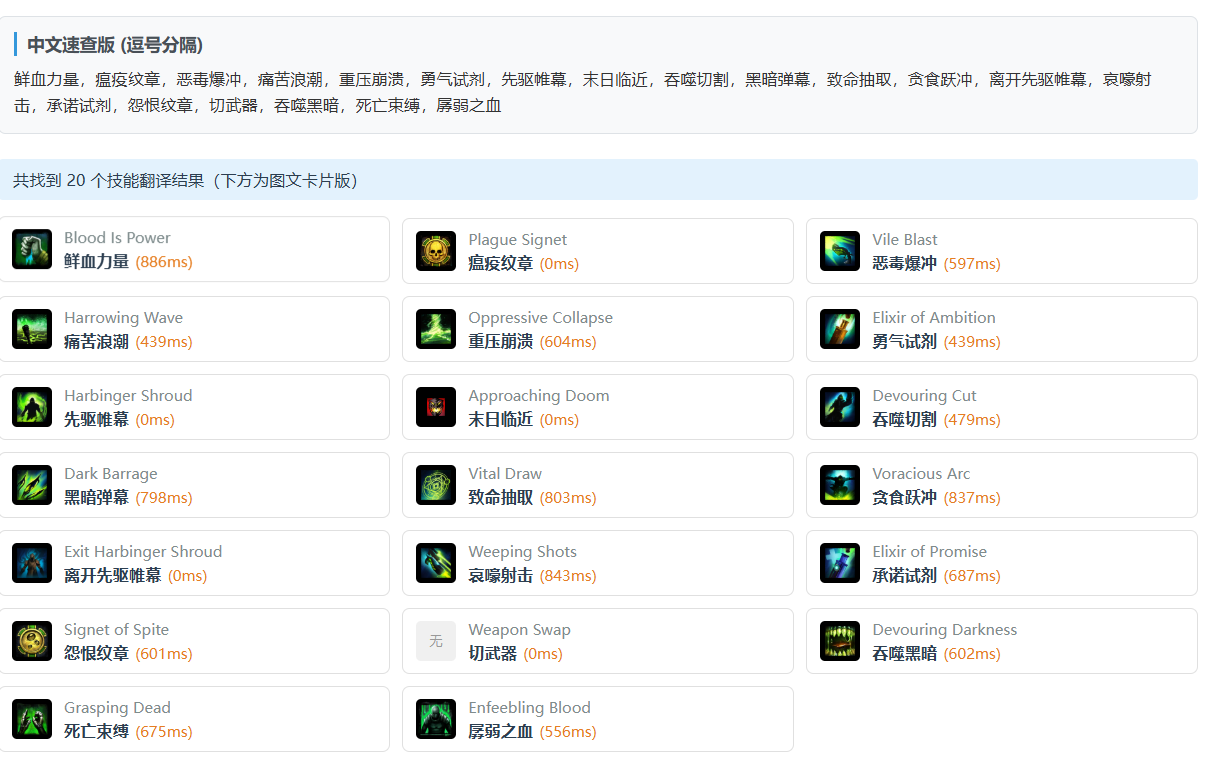 中文速查版 (逗号分隔)
鲜血力量，瘟疫纹章，恶毒爆冲，痛苦浪潮，重压崩溃，勇气试剂，先驱帷幕，末日临近，吞噬切割，黑暗弹幕，致命抽取，贪食跃冲，离开先驱帷幕，哀嚎射
击，承诺试剂，怨恨纹章，切武器，吞噬黑暗，死亡束缚，孱弱之血
共找到 20 个技能翻译结果（下方为图文卡片版）
Blood Is Power
鲜血力量 (886ms)
Plague Signet
瘟疫纹章 (0ms)
Vile Blast
恶毒爆冲 (597ms)
Harrowing Wave
痛苦浪潮 (439ms)
Oppressive Collapse
重压崩溃 (604ms)
Elixir of Ambition
勇气试剂 (439ms)
Harbinger Shroud
先驱帷幕 (0ms)
Approaching Doom
末日临近 (0ms)
Devouring Cut
吞噬切割 (479ms)
Dark Barrage
黑暗弹幕 (798ms)
Vital Draw
致命抽取 (803ms)
Voracious Arc
贪食跃冲 (837ms)
Exit Harbinger Shroud
离开先驱帷幕 (0ms)
Weeping Shots
哀嚎射击 (843ms)
Elixir of Promise
承诺试剂 (687ms)
Signet of Spite
怨恨纹章 (601ms)
无
Weapon Swap
切武器 (0ms)
Devouring Darkness
吞噬黑暗 (602ms)
Grasping Dead
死亡束缚 (675ms)
Enfeebling Blood
孱弱之血 (556ms)